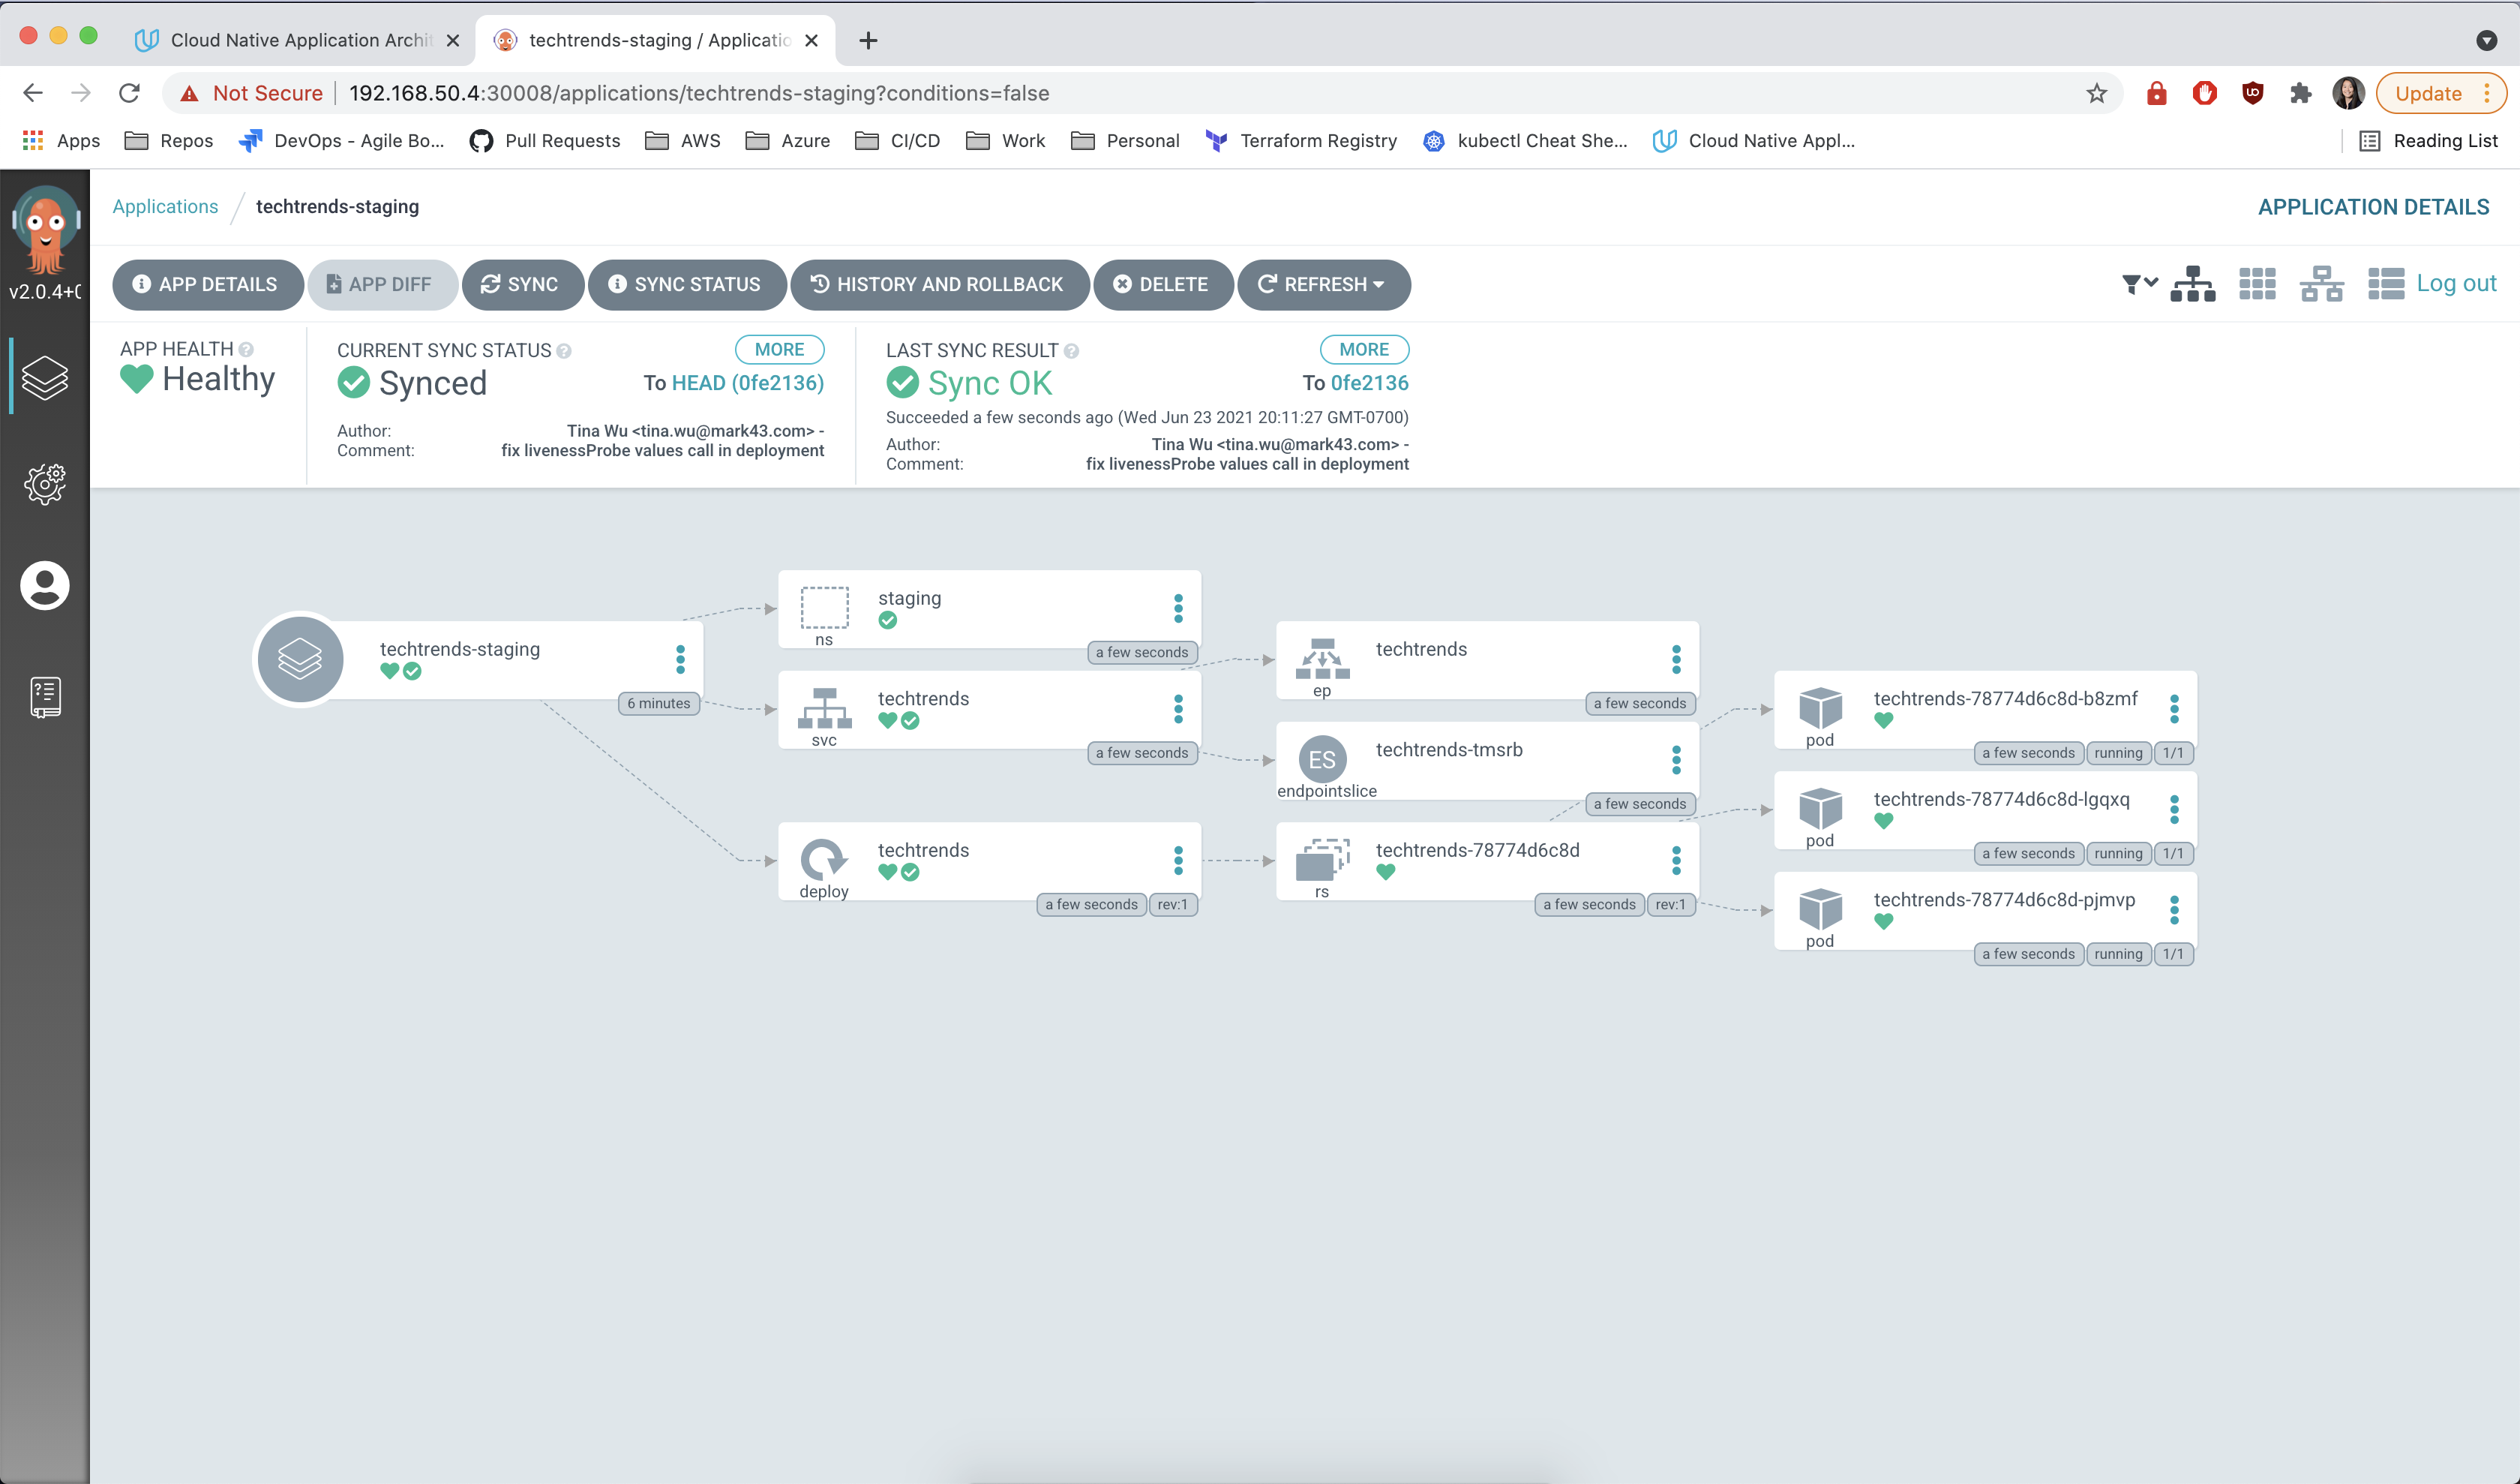 Cloud Native Application Archit
techtrends-staging / Applicatio
Not Secure
192.168.50.4:30008/applications/techtrends-staging?conditions=false
Update
Apps
Repos
DevOps - Agile Bo...
Pull Requests
AWS
Azure
CI/CD
Work
Personal
Terraform Registry
kubectl Cheat She...
Cloud Native Appl...
Reading List
v2.0.4+0
Applications
techtrends-staging
APPLICATION DETAILS
APP DETAILS
APP DIFF
SYNC
SYNC STATUS
HISTORY AND ROLLBACK
DELETE
REFRESH
Log out
APP HEALTH
Healthy
CURRENT SYNC STATUS
MORE
Synced
To HEAD (0fe2136)
Author: Tina Wu <tina.wu@mark43.com> -
Comment: fix livenessProbe values call in deployment
LAST SYNC RESULT
MORE
Sync OK
To 0fe2136
Succeeded a few seconds ago (Wed Jun 23 2021 20:11:27 GMT-0700)
Author: Tina Wu <tina.wu@mark43.com> -
Comment: fix livenessProbe values call in deployment
techtrends-staging
6 minutes
staging
ns
a few seconds
techtrends
svc
a few seconds
techtrends
deploy
a few seconds
rev:1
techtrends
ep
a few seconds
ES
techtrends-tmsrb
endpointslice
a few seconds
techtrends-78774d6c8d
rs
a few seconds
rev:1
techtrends-78774d6c8d-b8zmf
pod
a few seconds
running
1/1
techtrends-78774d6c8d-lgqxq
pod
a few seconds
running
1/1
techtrends-78774d6c8d-pjmvp
pod
a few seconds
running
1/1